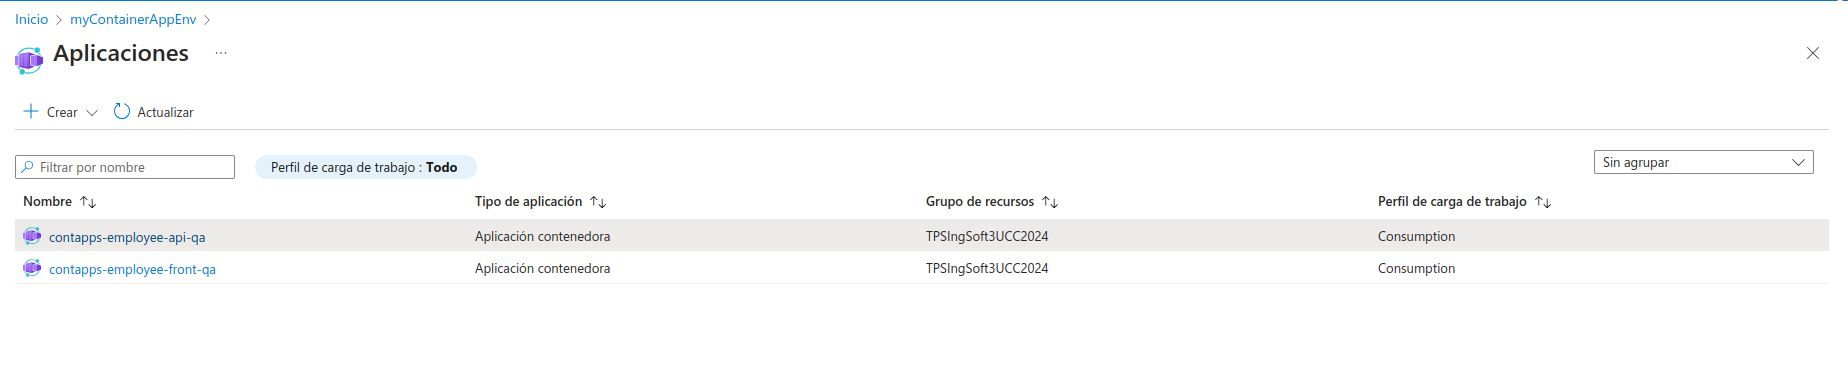 Inicio > myContainerAppEnv >
Aplicaciones ...
Crear Actualizar
Filtrar por nombre Perfil de carga de trabajo : Todo Sin agrupar
Nombre Tipo de aplicación Grupo de recursos Perfil de carga de trabajo
contapps-employee-api-qa Aplicación contenedora TPSIngSoft3UCC2024 Consumption
contapps-employee-front-qa Aplicación contenedora TPSIngSoft3UCC2024 Consumption